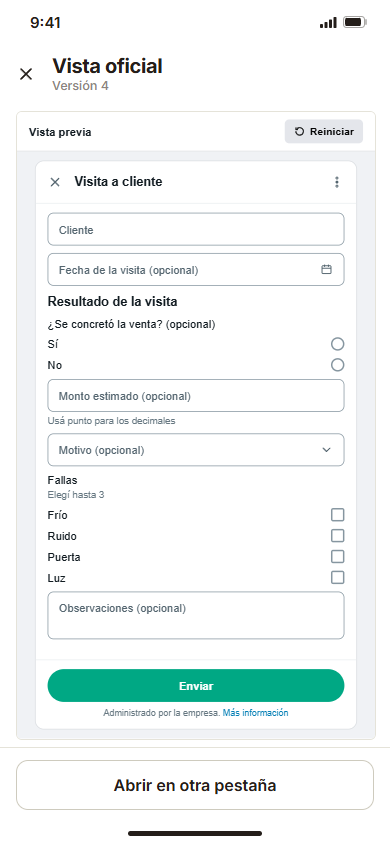 9:41
Vista oficial
Versión 4
Vista previa
Reiniciar
Visita a cliente
Cliente
Fecha de la visita (opcional)
Resultado de la visita
¿Se concretó la venta? (opcional)
Sí
No
Monto estimado (opcional)
Usá punto para los decimales
Motivo (opcional)
Fallas
Elegí hasta 3
Frío
Ruido
Puerta
Luz
Observaciones (opcional)
Enviar
Administrado por la empresa. Más información
Abrir en otra pestaña